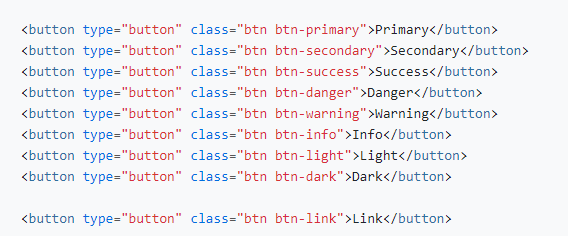 <button type="button" class="btn btn-primary">Primary</button>
<button type="button" class="btn btn-secondary">Secondary</button>
<button type="button" class="btn btn-success">Success</button>
<button type="button" class="btn btn-danger">Danger</button>
<button type="button" class="btn btn-warning">Warning</button>
<button type="button" class="btn btn-info">Info</button>
<button type="button" class="btn btn-light">Light</button>
<button type="button" class="btn btn-dark">Dark</button>
<button type="button" class="btn btn-link">Link</button>